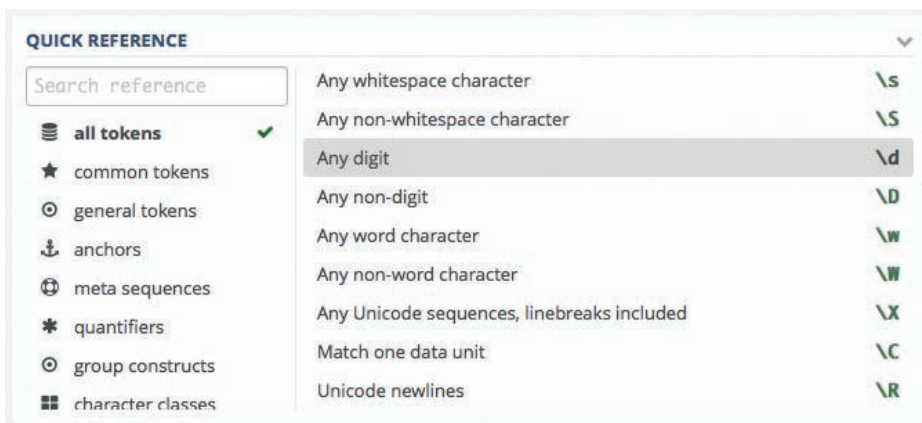 QUICK REFERENCE
Search reference
all tokens
common tokens
general tokens
anchors
meta sequences
quantifiers
group constructs
character classes
Any whitespace character \s
Any non-whitespace character \S
Any digit \d
Any non-digit \D
Any word character \w
Any non-word character \W
Any Unicode sequences, linebreaks included \X
Match one data unit \C
Unicode newlines \R